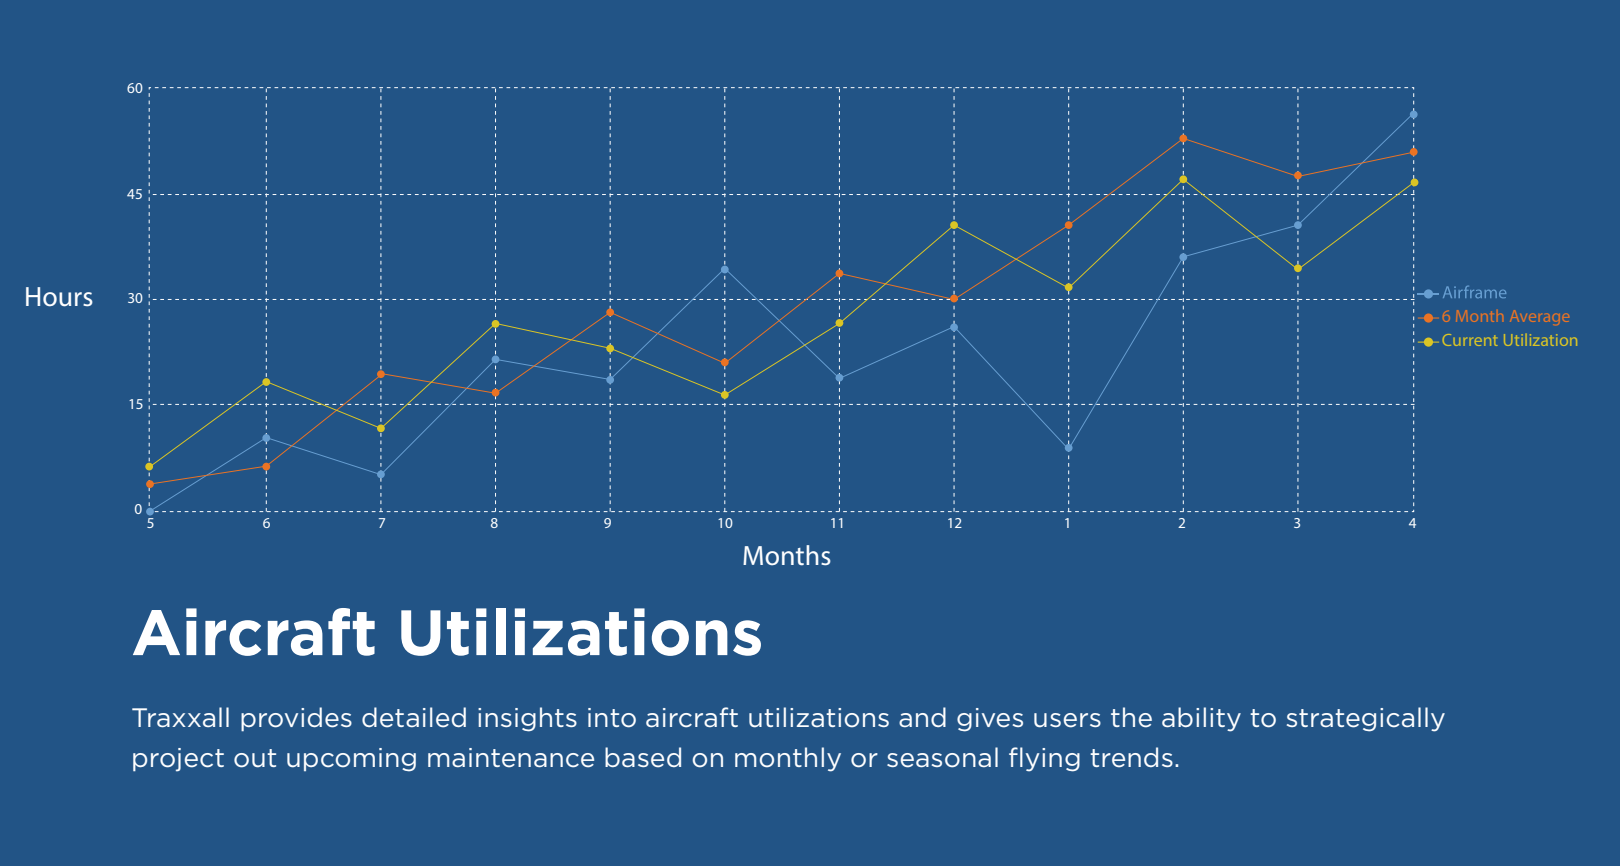 60
45
Hours
30
15
0
5 6 7 8 9 10 11 12 1 2 3 4
Months
Airframe
6 Month Average
Current Utilization
Aircraft Utilizations
Traxxall provides detailed insights into aircraft utilizations and gives users the ability to strategically
project out upcoming maintenance based on monthly or seasonal flying trends.